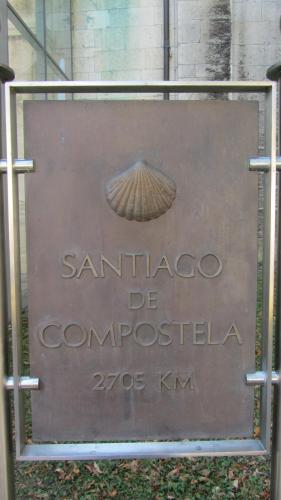 SANTIAGO
DE
COMPOSTELA
2705 KM